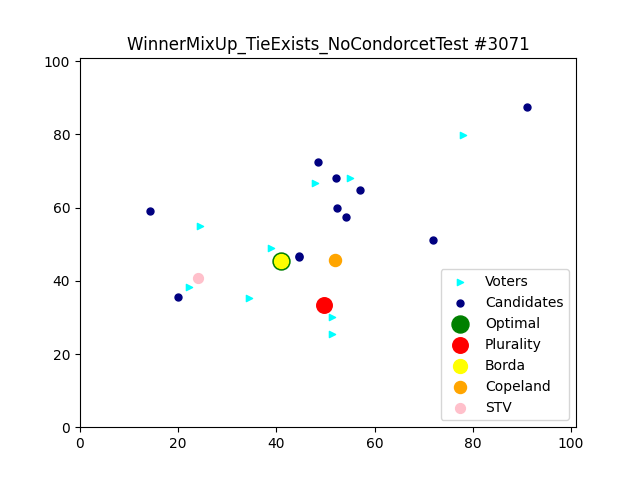 WinnerMixUp_TieExists_NoCondorcetTest #3071
100
80
60
40
20
0
0 20 40 60 80 100
Voters
Candidates
Optimal
Plurality
Borda
Copeland
STV